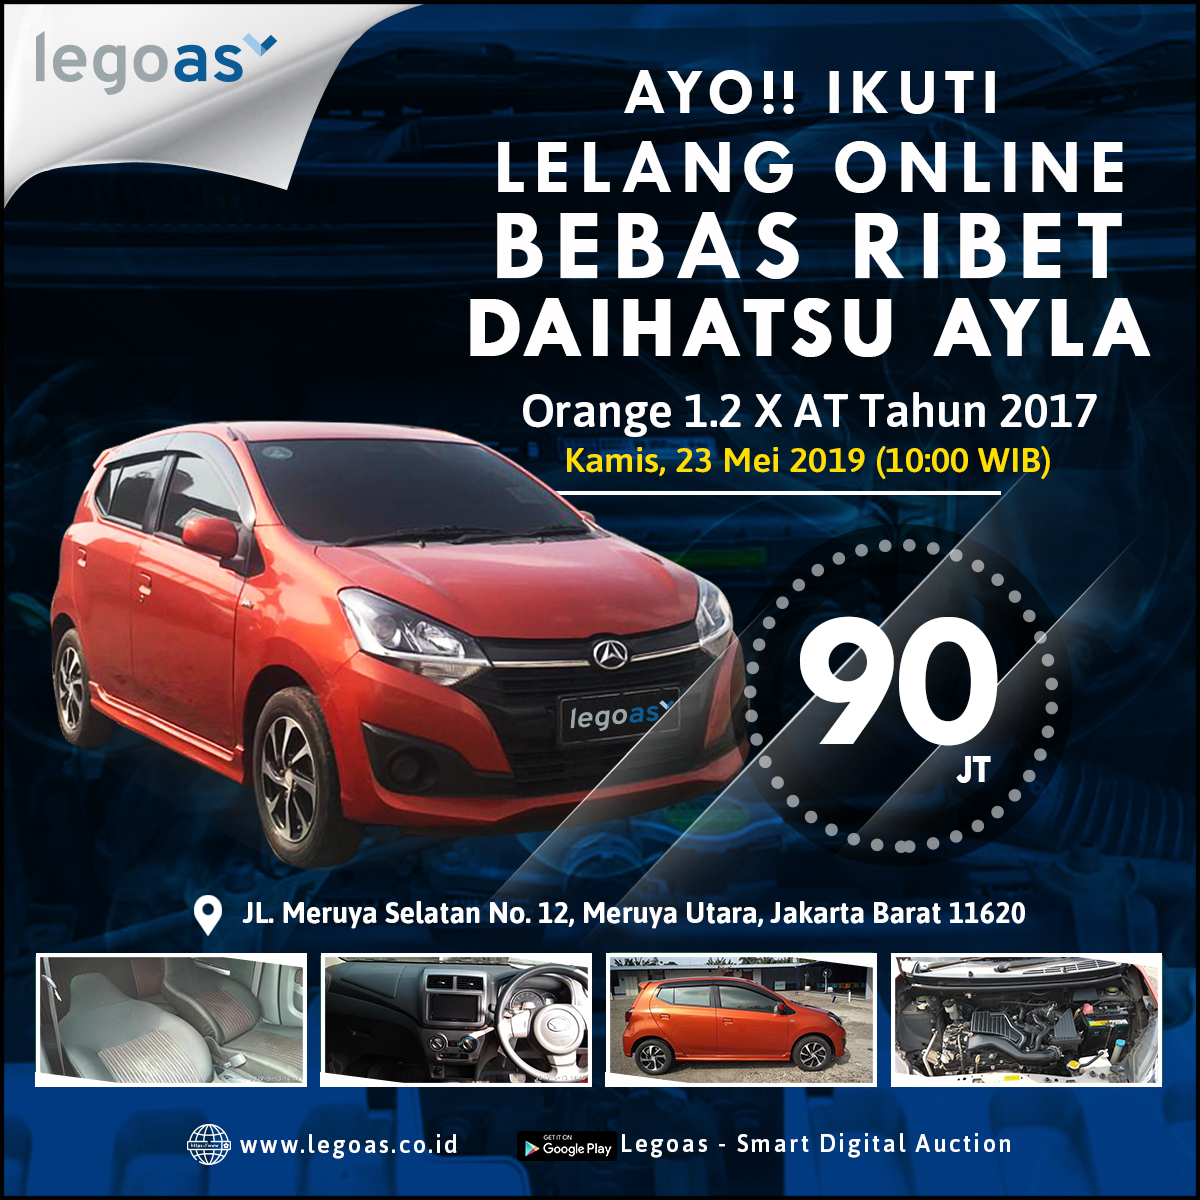 legoas
AYO!! IKUTI
LELANG ONLINE
BEBAS RIBET
DAIHATSU AYLA
Orange 1.2 X AT Tahun 2017
Kamis, 23 Mei 2019 (10:00 WIB)
legoas
90
JT
JL. Meruya Selatan No. 12, Meruya Utara, Jakarta Barat 11620
www.legoas.co.id
GET IT ON
Google Play
Legoas - Smart Digital Auction